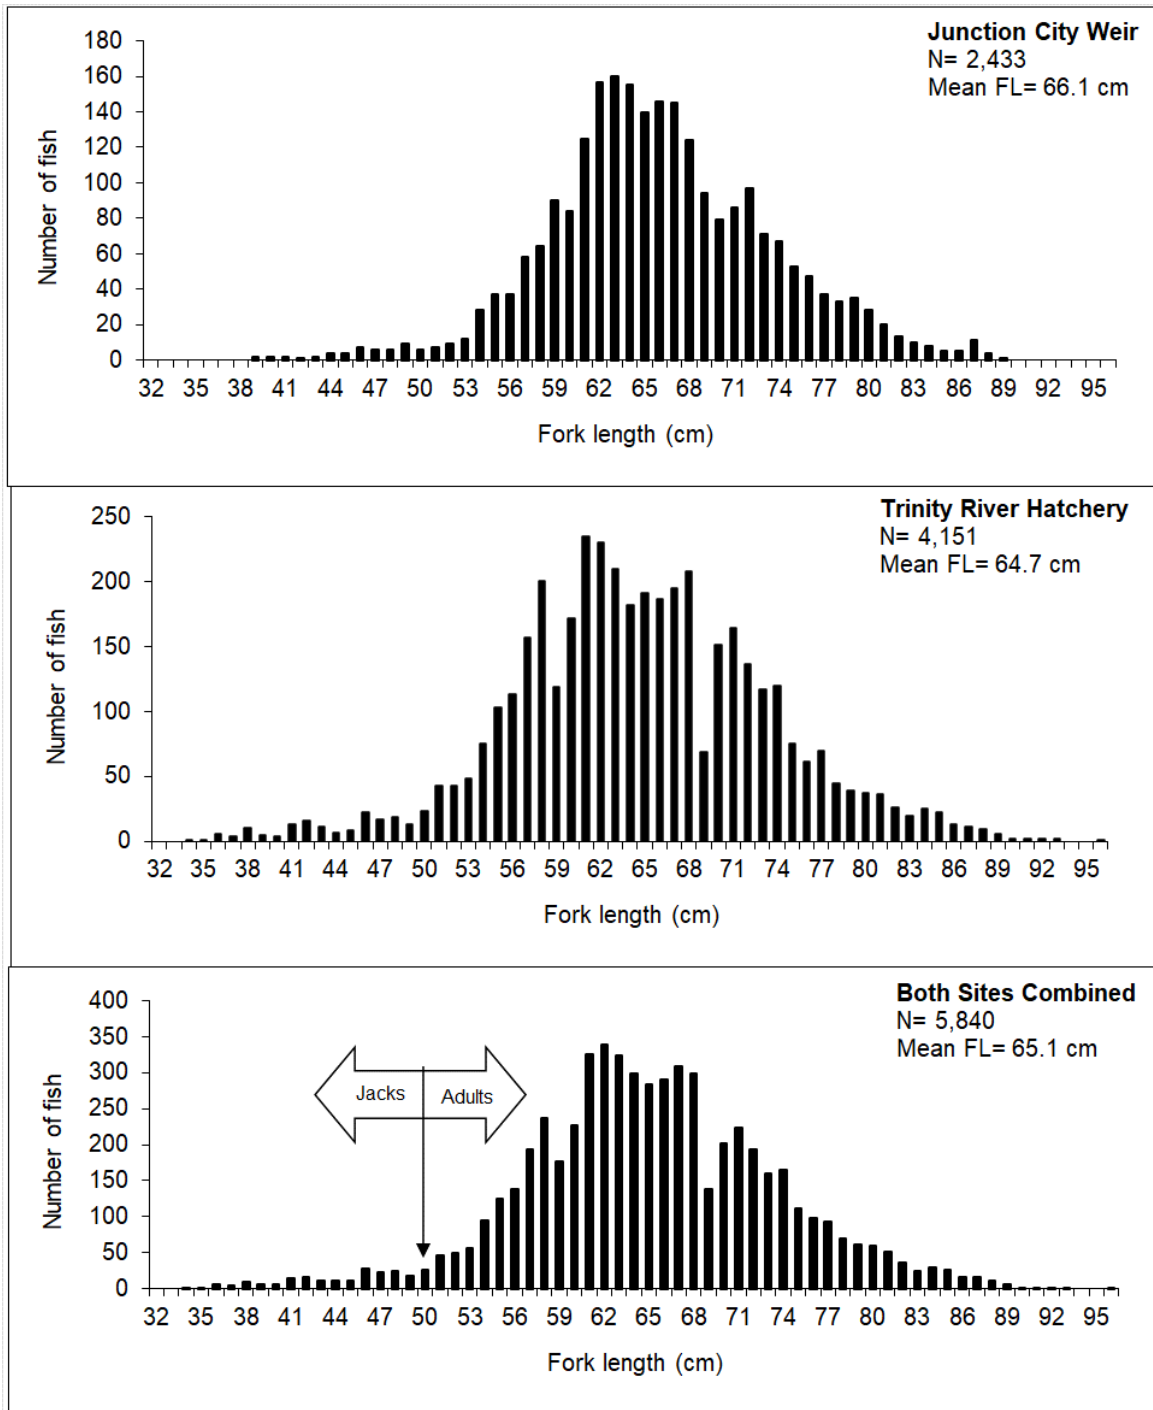 Junction City Weir
N= 2,433
Mean FL= 66.1 cm
Number of fish
180
160
140
120
100
80
60
40
20
0
32 35 38 41 44 47 50 53 56 59 62 65 68 71 74 77 80 83 86 89 92 95
Fork length (cm)
Trinity River Hatchery
N= 4,151
Mean FL= 64.7 cm
Number of fish
250
200
150
100
50
0
32 35 38 41 44 47 50 53 56 59 62 65 68 71 74 77 80 83 86 89 92 95
Fork length (cm)
Both Sites Combined
N= 5,840
Mean FL= 65.1 cm
Number of fish
400
350
300
250
200
150
100
50
0
Jacks Adults
32 35 38 41 44 47 50 53 56 59 62 65 68 71 74 77 80 83 86 89 92 95
Fork length (cm)